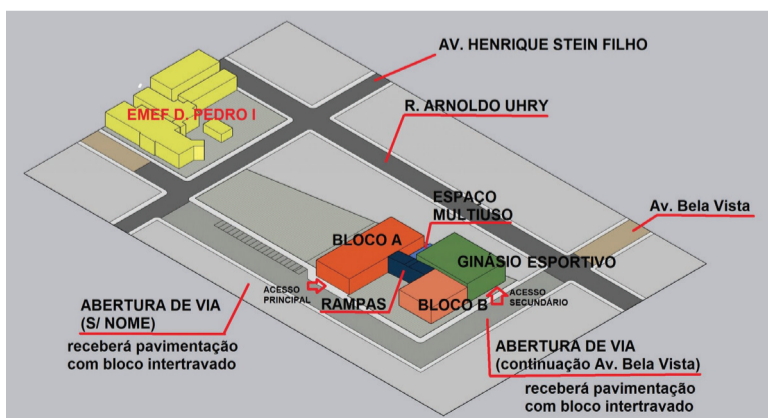 AV. HENRIQUE STEIN FILHO
R. ARNOLDO UHRY
EMEF D. PEDRO I
ESPAÇO
MULTIUSO
Av. Bela Vista
BLOCO A
GINÁSIO ESPORTIVO
ACESSO
PRINCIPAL
RAMPAS
BLOCO B
ACESSO
SECUNDÁRIO
ABERTURA DE VIA
(S/ NOME)
receberá pavimentação
com bloco intertravado
ABERTURA DE VIA
(continuação Av. Bela Vista)
receberá pavimentação
com bloco intertravado